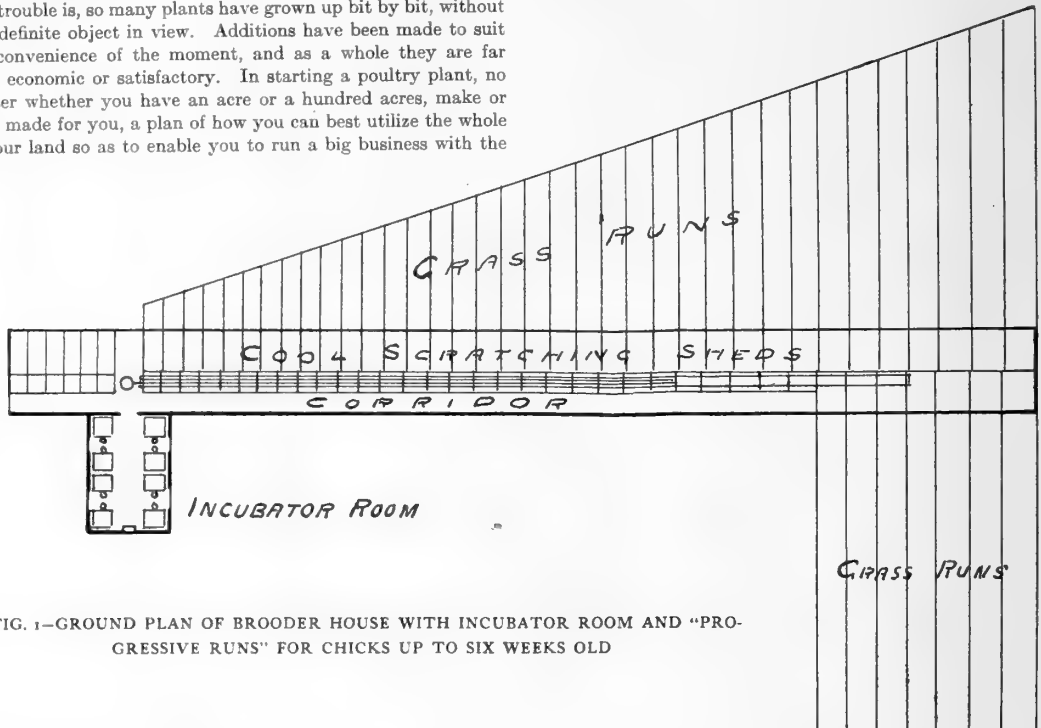 trouble is, so many plants have grown up bit by bit, without
definite object in view. Additions have been made to suit
convenience of the moment, and as a whole they are far
economic or satisfactory. In starting a poultry plant, no
er whether you have an acre or a hundred acres, make or
made for you, a plan of how you can best utilize the whole
our land so as to enable you to run a big business with the
GRASS RUNS
COOL SCRATCHING SHEDS
CORRIDOR
INCUBATOR ROOM
GRASS RUNS
FIG. 1—GROUND PLAN OF BROODER HOUSE WITH INCUBATOR ROOM AND "PRO-
GRESSIVE RUNS" FOR CHICKS UP TO SIX WEEKS OLD